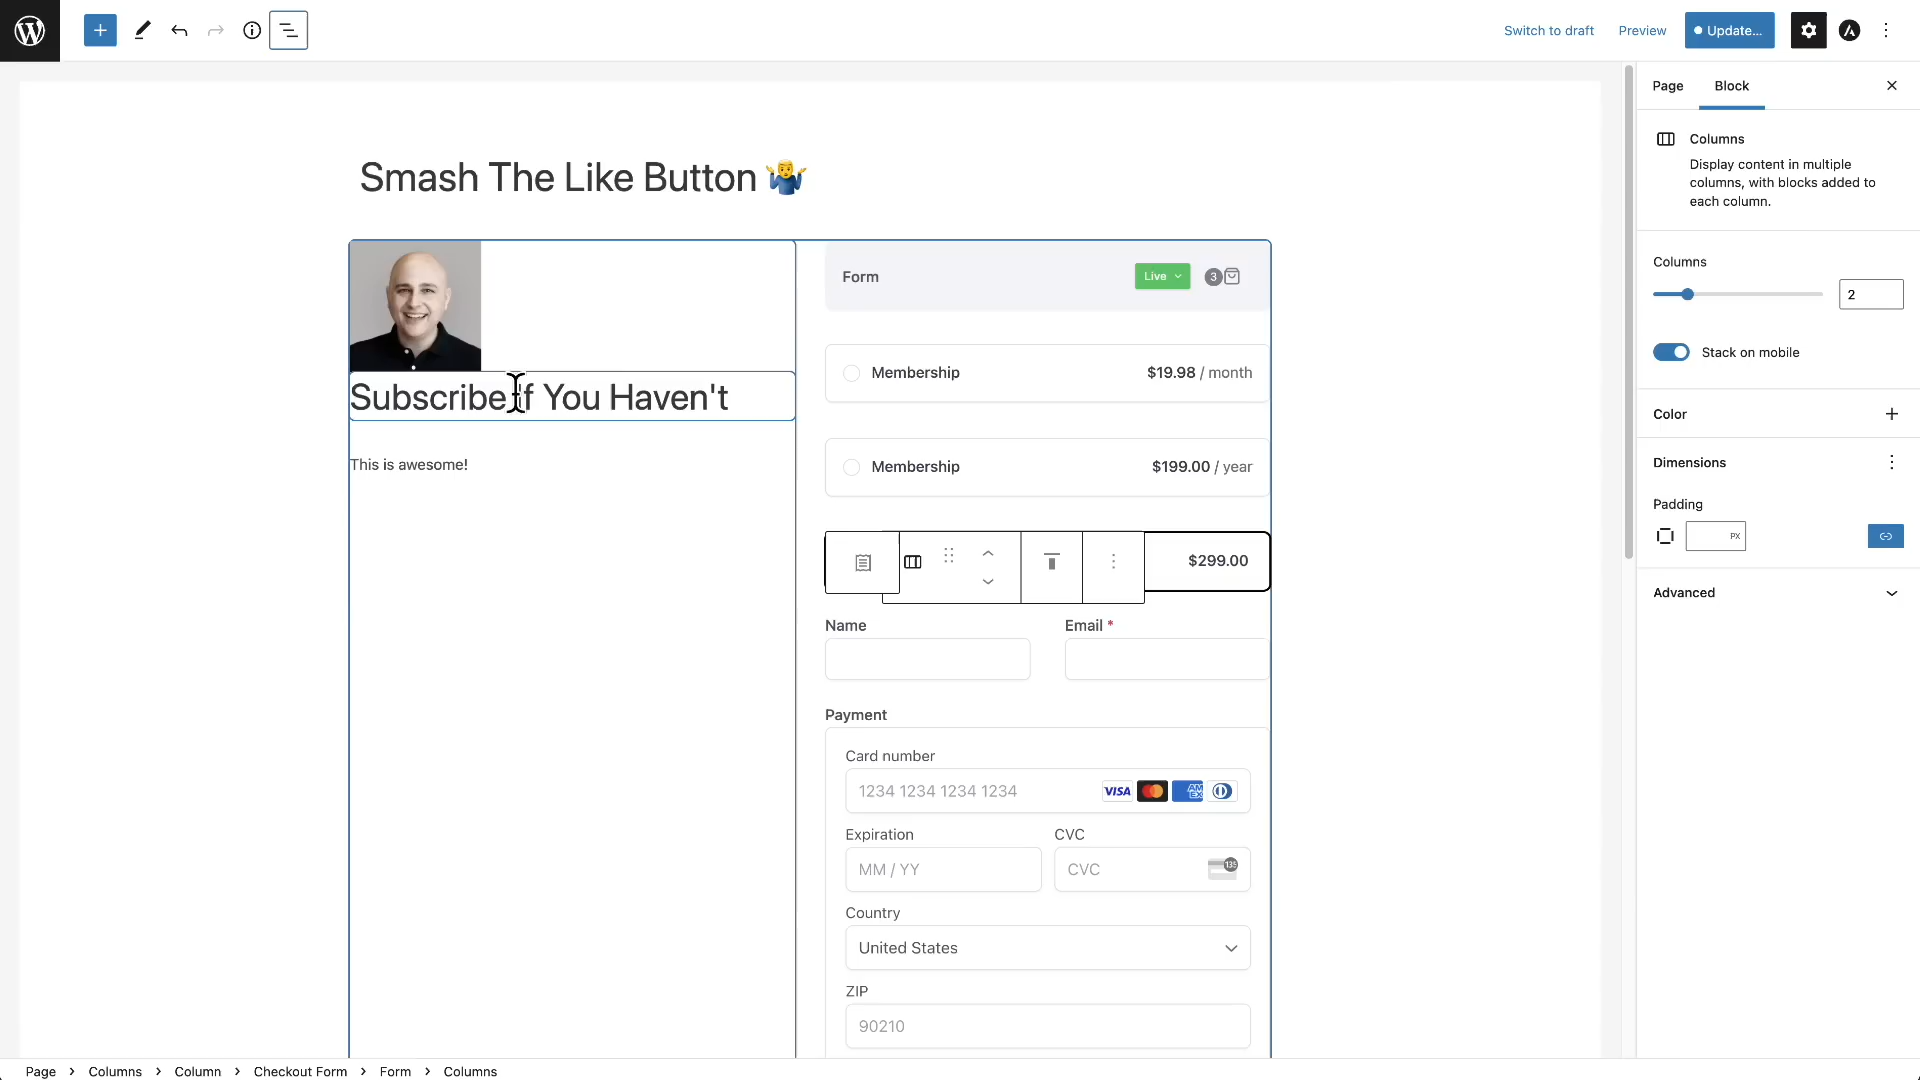 Switch to draft
Preview
Update...
Page
Block
Columns
Display content in multiple
columns, with blocks added to
each column.
Columns
2
Stack on mobile
Color
Dimensions
Padding
PX
Advanced
Smash The Like Button 🤷‍♂️
Subscribe if You Haven't
This is awesome!
Form
Live
3
Membership
$19.98 / month
Membership
$199.00 / year
$299.00
Name
Email *
Payment
Card number
1234 1234 1234 1234
VISA
AM
EX
Expiration
CVC
MM / YY
CVC
135
Country
United States
ZIP
90210
Page > Columns > Column > Checkout Form > Form > Columns